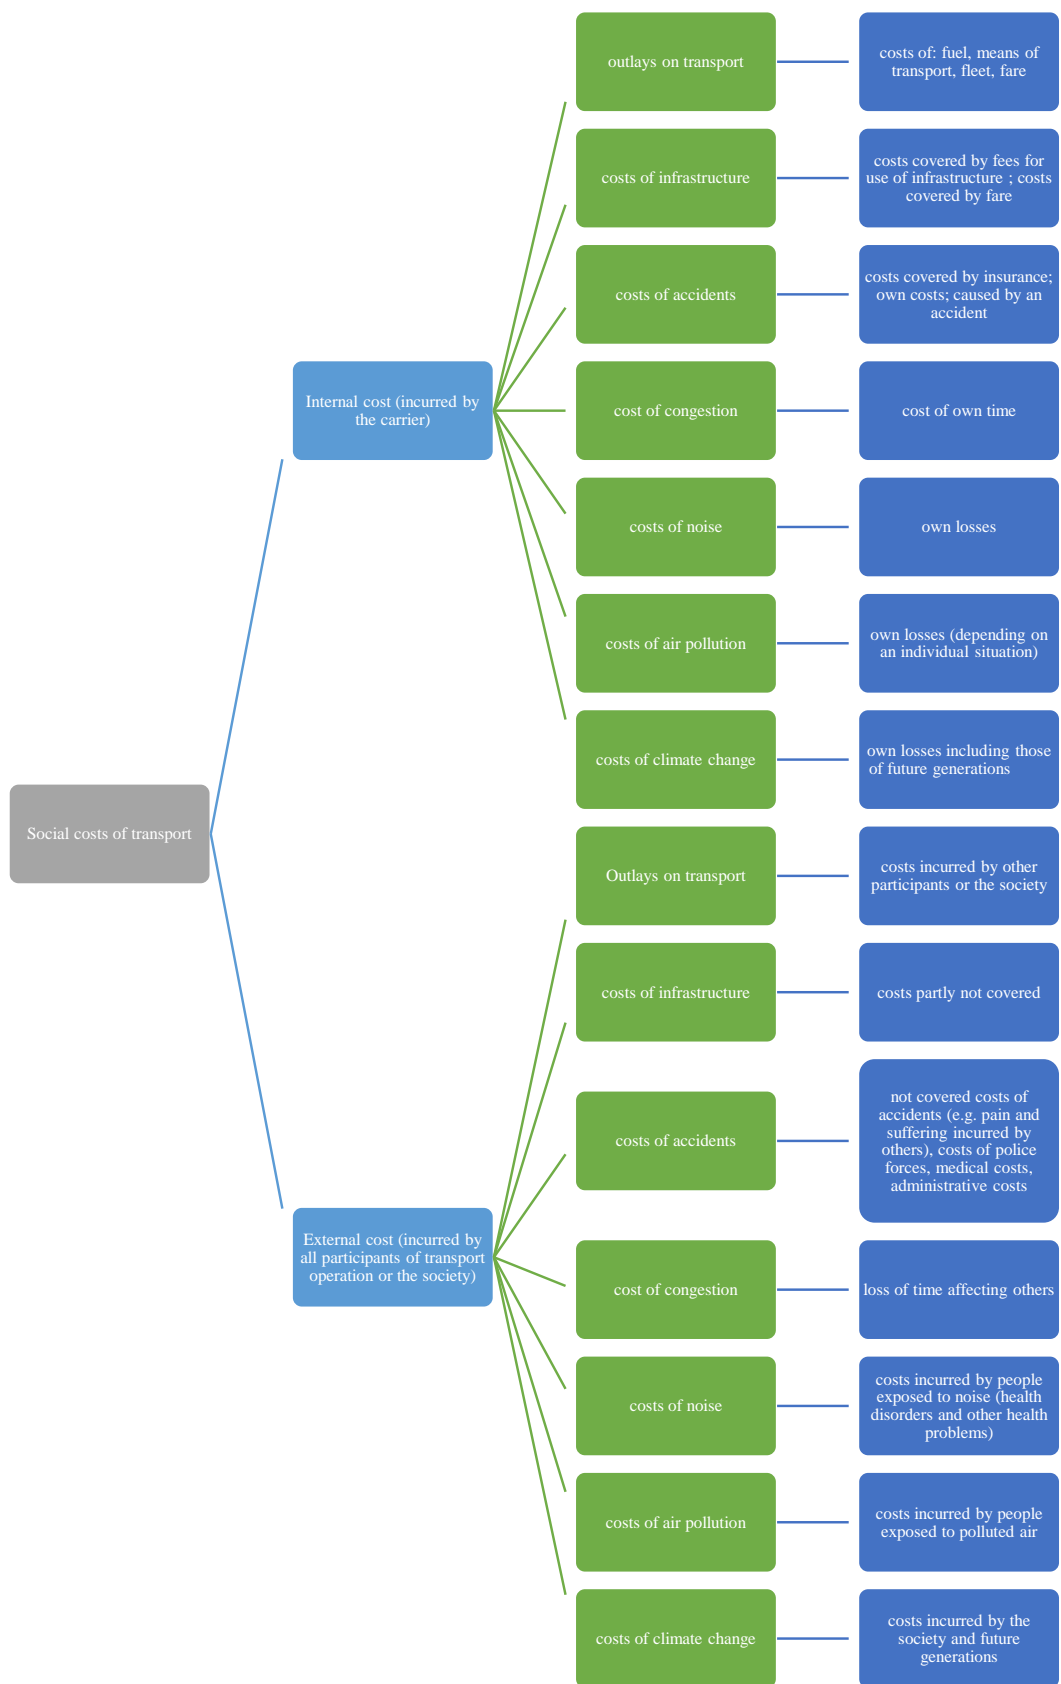 Social costs of transport
Internal cost (incurred by
the carrier)
outlays on transport
costs of: fuel, means of
transport, fleet, fare
costs of infrastructure
costs covered by fees for
use of infrastructure ; costs
covered by fare
costs of accidents
costs covered by insurance;
own costs; caused by an
accident
cost of congestion
cost of own time
costs of noise
own losses
costs of air pollution
own losses (depending on
an individual situation)
costs of climate change
own losses including those
of future generations
External cost (incurred by
all participants of transport
operation or the society)
Outlays on transport
costs incurred by other
participants or the society
costs of infrastructure
costs partly not covered
costs of accidents
not covered costs of
accidents (e.g. pain and
suffering incurred by
others), costs of police
forces, medical costs,
administrative costs
cost of congestion
loss of time affecting others
costs of noise
costs incurred by people
exposed to noise (health
disorders and other health
problems)
costs of air pollution
costs incurred by people
exposed to polluted air
costs of climate change
costs incurred by the
society and future
generations